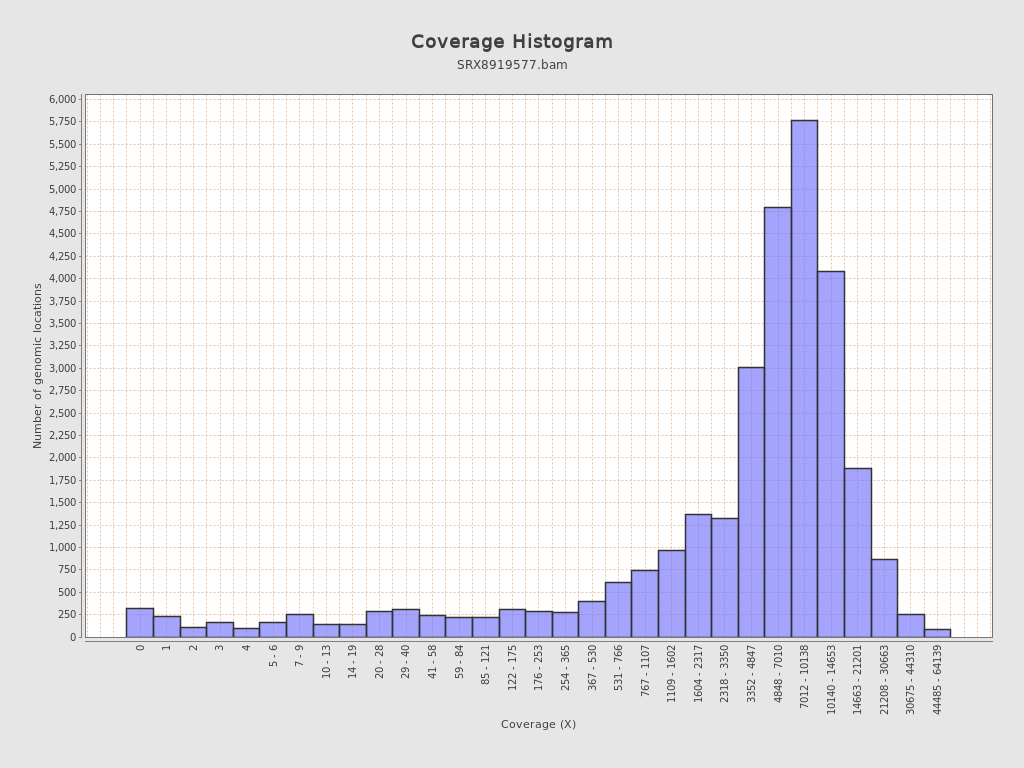 Coverage Histogram
SRX8919577.bam
Number of genomic locations
6,000
5,750
5,500
5,250
5,000
4,750
4,500
4,250
4,000
3,750
3,500
3,250
3,000
2,750
2,500
2,250
2,000
1,750
1,500
1,250
1,000
750
500
250
0
0
1
2
3
4
5 - 6
7 - 9
10 - 13
14 - 19
20 - 28
29 - 40
41 - 58
59 - 84
85 - 121
122 - 175
176 - 253
254 - 365
367 - 530
531 - 766
767 - 1107
1109 - 1602
1604 - 2317
2318 - 3350
3352 - 4847
4848 - 7010
7012 - 10138
10140 - 14653
14663 - 21201
21208 - 30663
30675 - 44310
44485 - 64139
Coverage (X)